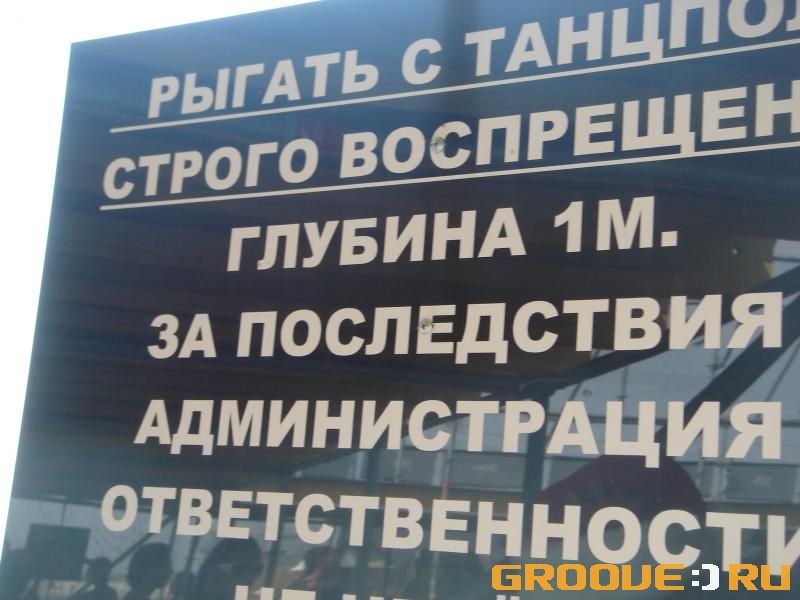 РЫГАТЬ С ТАНЦПОЛ
СТРОГО ВОСПРЕЩЕН
ГЛУБИНА 1М.
ЗА ПОСЛЕДСТВИЯ
АДМИНИСТРАЦИЯ
ОТВЕТСТВЕННОСТИ
GROOVE:) RU